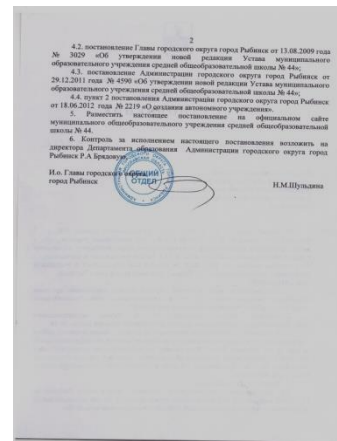 2
4.2. постановление Главы городского округа город Рыбинск от 13.08.2009 года
№ 3029 «Об утверждении новой редакции Устава муниципального
образовательного учреждения средней общеобразовательной школы № 44»;
4.3. постановление Администрации городского округа город Рыбинск от
29.12.2011 года № 4590 «Об утверждении новой редакции Устава муниципального
образовательного учреждения средней общеобразовательной школы № 44»;
4.4. пункт 2 постановления Администрации городского округа город Рыбинск
от 18.06.2012 года № 2219 «О создании автономного учреждения».
5. Разместить настоящее постановление на официальном сайте
муниципального общеобразовательного учреждения средней общеобразовательной
школы № 44.
6. Контроль за исполнением настоящего постановления возложить на
директора Департамента образования Администрации городского округа город
Рыбинск Р.А Брядовую.
И.о. Главы городского округа
город Рыбинск
ОБЩИЙ
ОТДЕЛ
Н.М.Шульдина